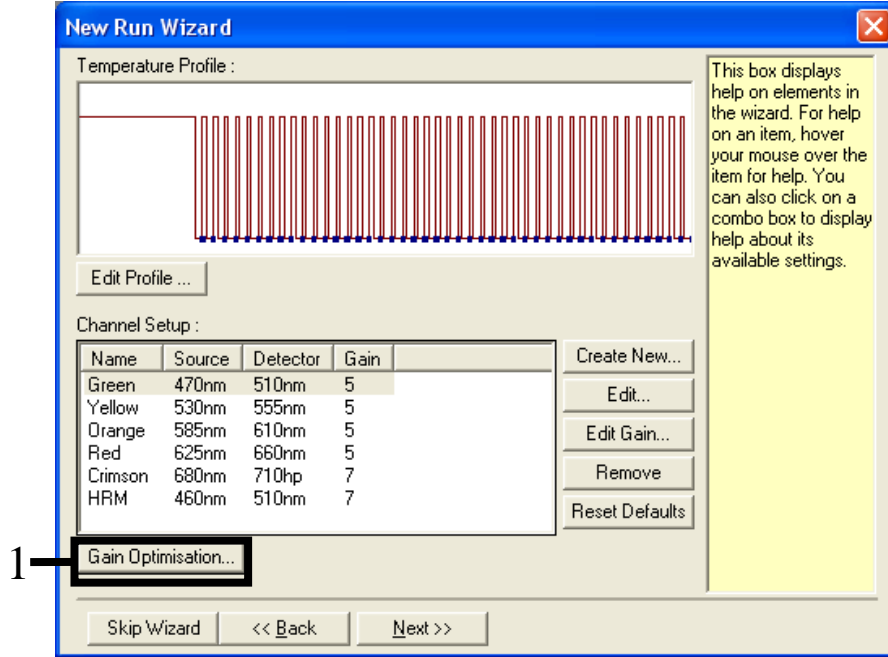 New Run Wizard
Temperature Profile :
This box displays
help on elements in
the wizard. For help
on an item, hover
your mouse over the
item for help. You
can also click on a
combo box to display
help about its
available settings.
Edit Profile ...
Channel Setup :
Name Source Detector Gain
Green 470nm 510nm 5
Yellow 530nm 555nm 5
Orange 585nm 610nm 5
Red 625nm 660nm 5
Crimson 680nm 710hp 7
HRM 460nm 510nm 7
Create New...
Edit...
Edit Gain...
Remove
Reset Defaults
1
Gain Optimisation...
Skip Wizard
<< Back
Next >>